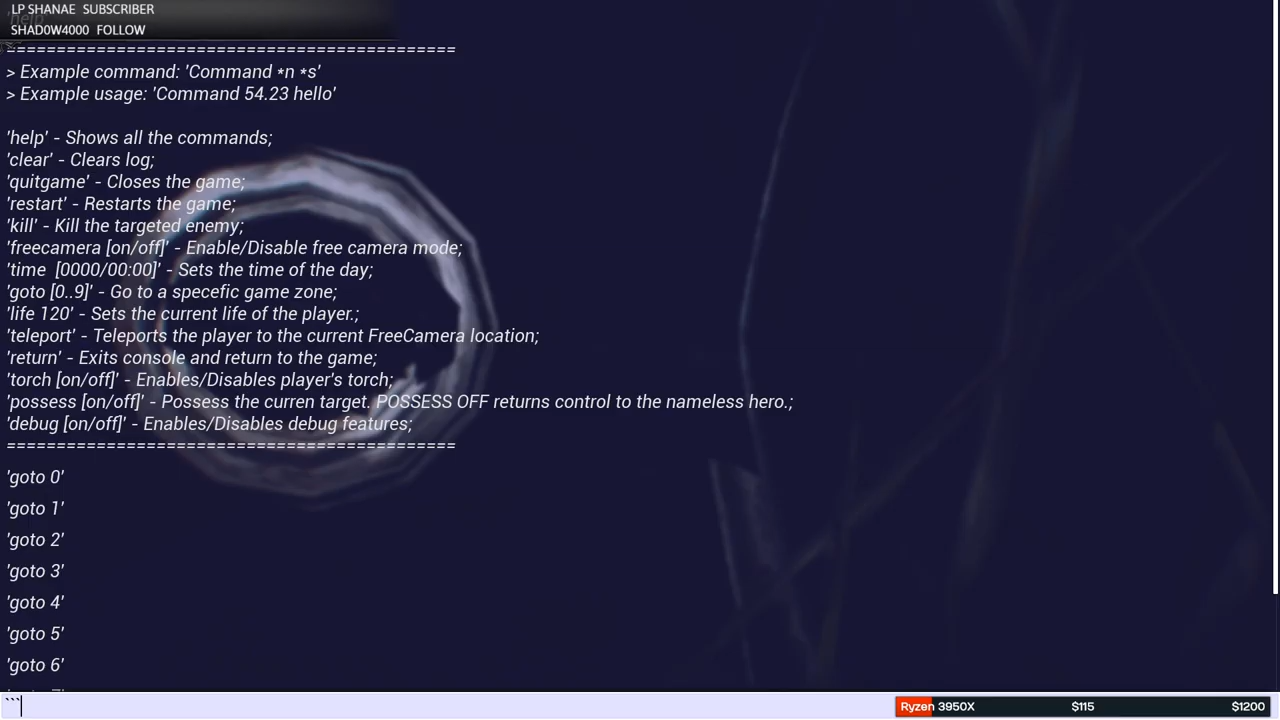 LP SHANAE SUBSCRIBER
'help'
SHAD0W4000 FOLLOW
=============================================
> Example command: 'Command *n *s'
> Example usage: 'Command 54.23 hello'
'help' - Shows all the commands;
'clear' - Clears log;
'quitgame' - Closes the game;
'restart' - Restarts the game;
'kill' - Kill the targeted enemy;
'freecamera [on/off]' - Enable/Disable free camera mode;
'time  [0000/00:00]' - Sets the time of the day;
'goto [0..9]' - Go to a specefic game zone;
'life 120' - Sets the current life of the player.;
'teleport' - Teleports the player to the current FreeCamera location;
'return' - Exits console and return to the game;
'torch [on/off]' - Enables/Disables player's torch;
'possess [on/off]' - Possess the curren target. POSSESS OFF returns control to the nameless hero.;
'debug [on/off]' - Enables/Disables debug features;
=============================================
'goto 0'
'goto 1'
'goto 2'
'goto 3'
'goto 4'
'goto 5'
'goto 6'
```
Ryzen 3950X $115 $1200